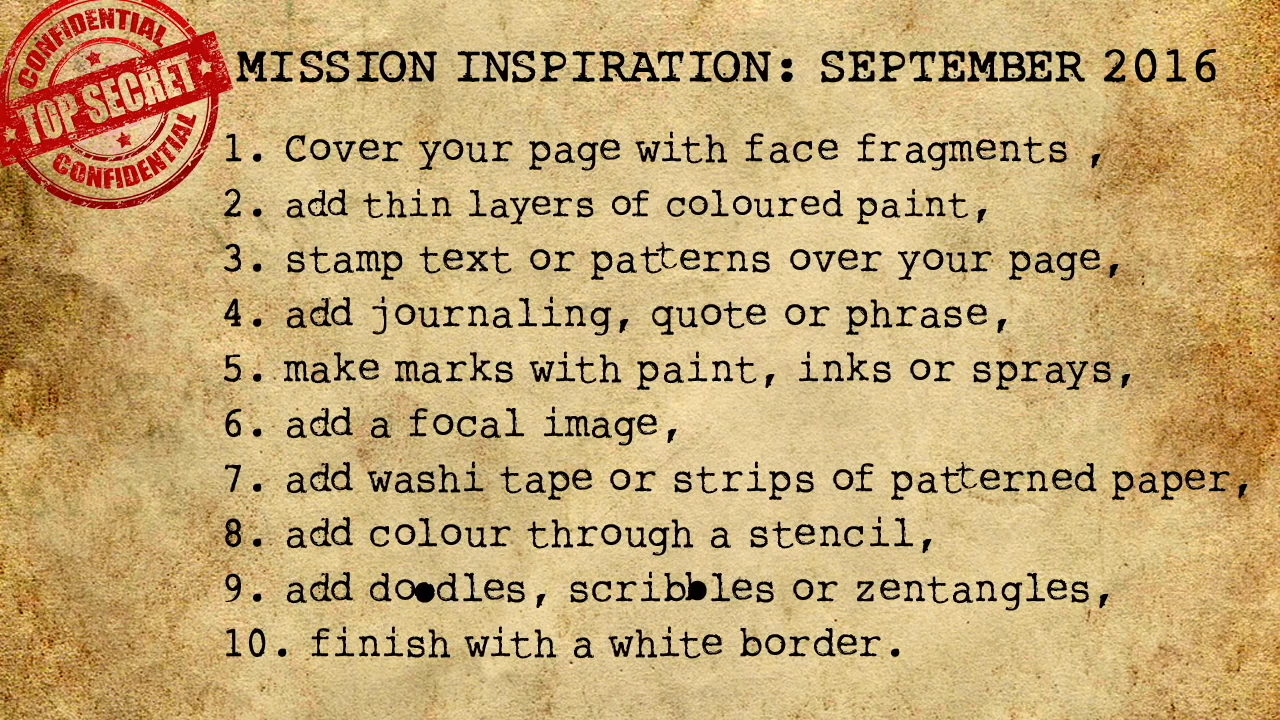 CONFIDENTIAL
TOP SECRET
CONFIDENTIAL
MISSION INSPIRATION: SEPTEMBER 2016
1. Cover your page with face fragments ,
2. add thin layers of coloured paint,
3. stamp text or patterns over your page,
4. add journaling, quote or phrase,
5. make marks with paint, inks or sprays,
6. add a focal image,
7. add washi tape or strips of patterned paper,
8. add colour through a stencil,
9. add doodles, scribbles or zentangles,
10. finish with a white border.